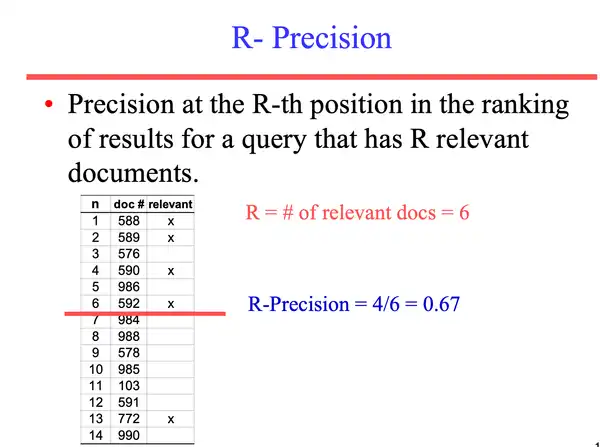 R- Precision
• Precision at the R-th position in the ranking
of results for a query that has R relevant
documents.
n doc # relevant
1 588 x
2 589 x
3 576
4 590 x
5 986
6 592 x
7 984
8 988
9 578
10 985
11 103
12 591
13 772 x
14 990
R = # of relevant docs = 6
R-Precision = 4/6 = 0.67